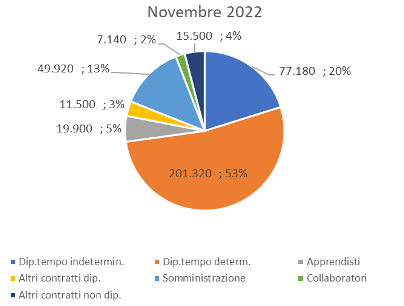 Novembre 2022
15.500 ; 4%
7.140 ; 2%
77.180 ; 20%
49.920 ; 13%
11.500 ; 3%
19.900 ; 5%
201.320 ; 53%
Dip.tempo indetermin. Dip.tempo determ. Apprendisti
Altri contratti dip. Somministrazione Collaboratori
Altri contratti non dip.